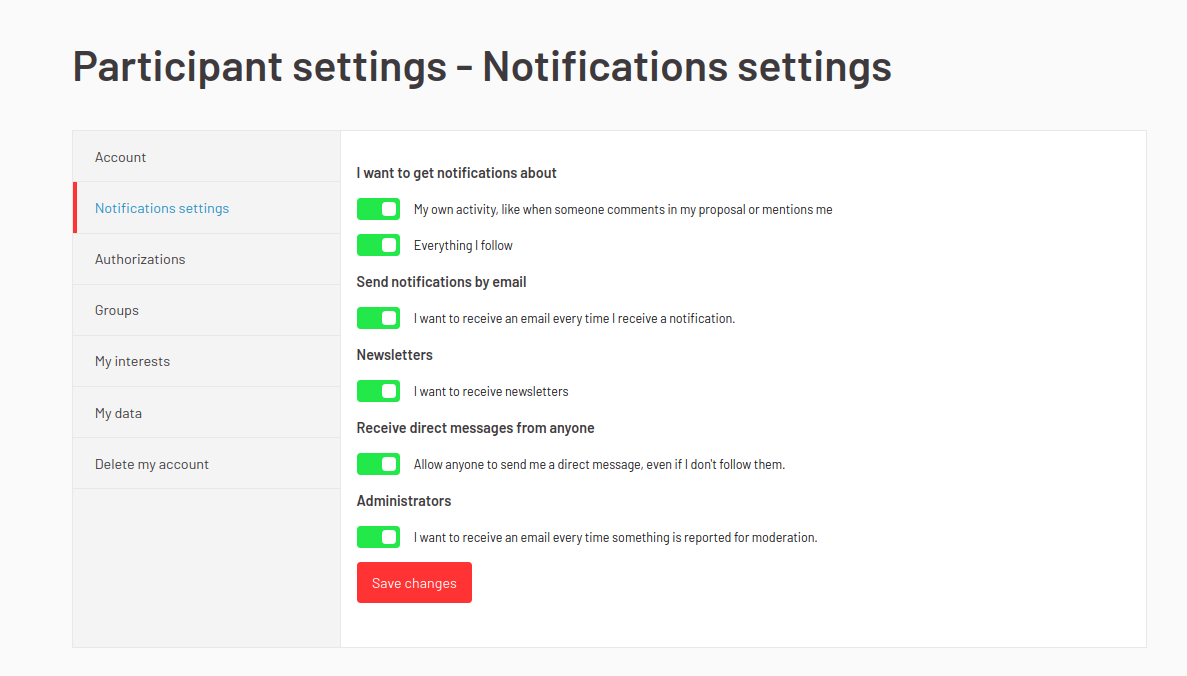 Participant settings - Notifications settings
Account
Notifications settings
Authorizations
Groups
My interests
My data
Delete my account
I want to get notifications about
My own activity, like when someone comments in my proposal or mentions me
Everything I follow
Send notifications by email
I want to receive an email every time I receive a notification.
Newsletters
I want to receive newsletters
Receive direct messages from anyone
Allow anyone to send me a direct message, even if I don't follow them.
Administrators
I want to receive an email every time something is reported for moderation.
Save changes